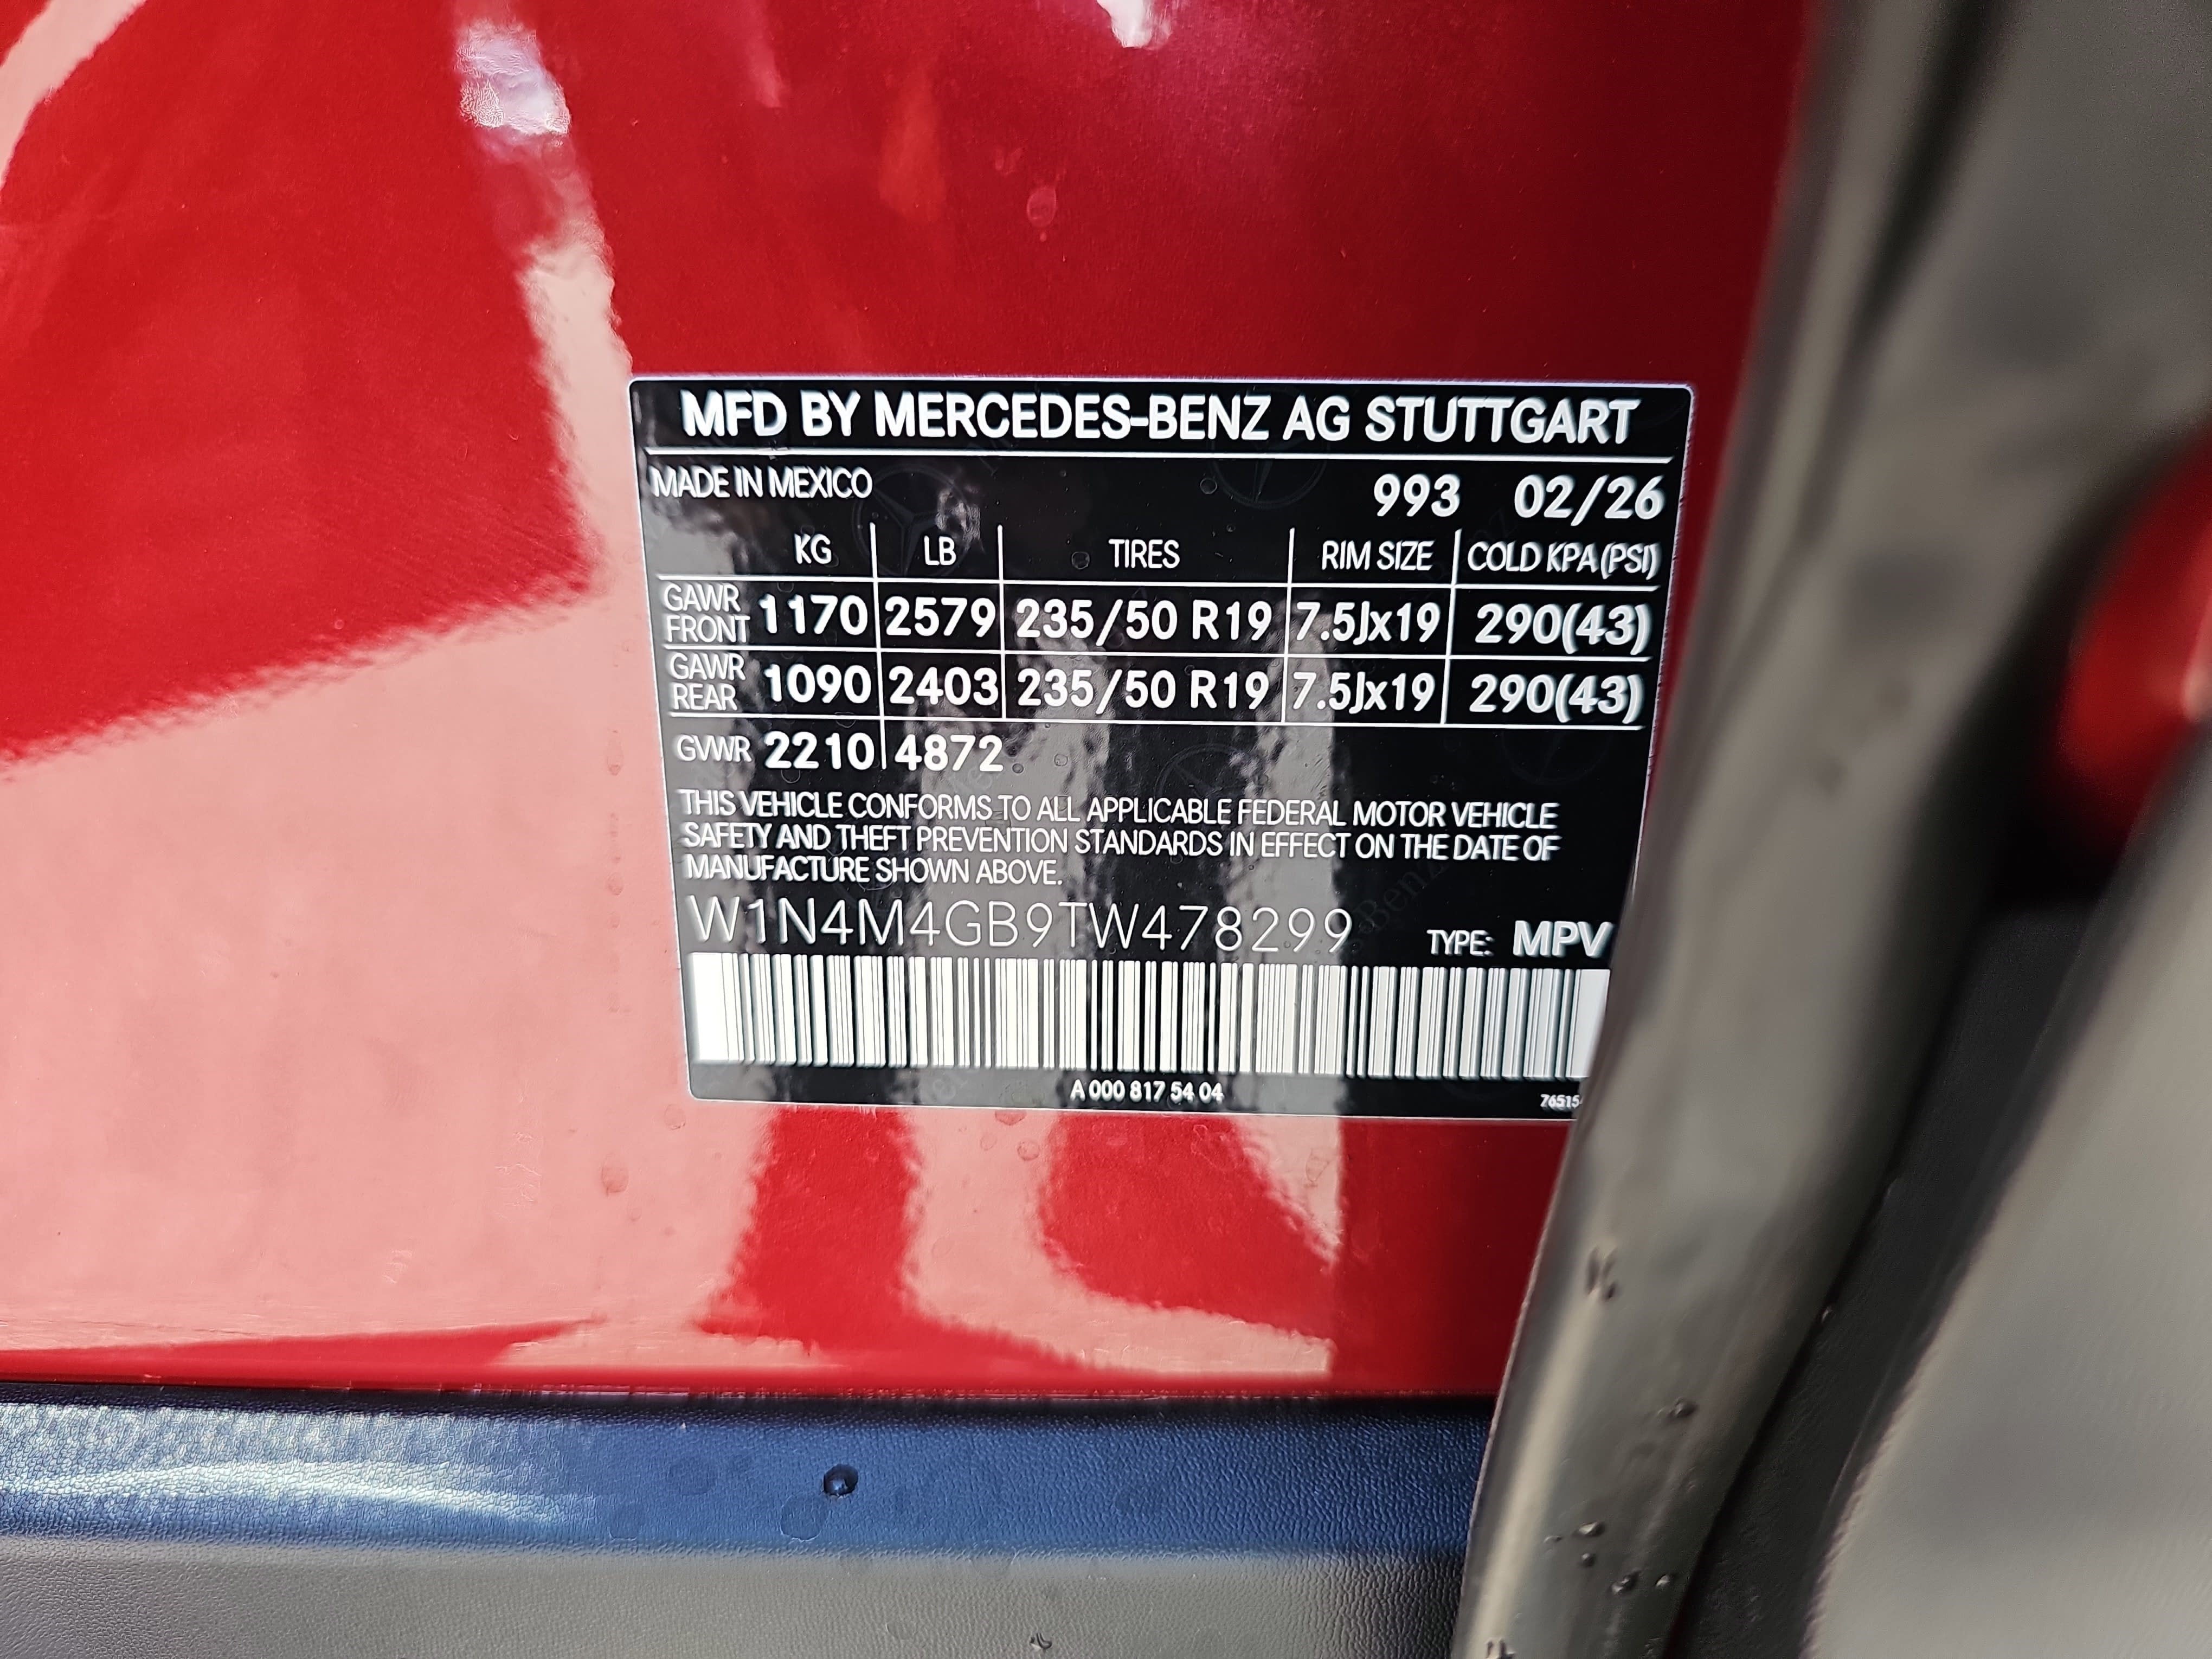 MFD BY MERCEDES-BENZ AG STUTTGART
MADE IN MEXICO 993 02/26
KG LB TIRES RIM SIZE COLD KPA (PSI)
GAWR FRONT 1170 2579 235/50 R19 7.5Jx19 290(43)
GAWR REAR 1090 2403 235/50 R19 7.5Jx19 290(43)
GVWR 2210 4872
THIS VEHICLE CONFORMS TO ALL APPLICABLE FEDERAL MOTOR VEHICLE
SAFETY AND THEFT PREVENTION STANDARDS IN EFFECT ON THE DATE OF
MANUFACTURE SHOWN ABOVE.
W1N4M4GB9TW478299 TYPE: MPV
A 000 817 54 04